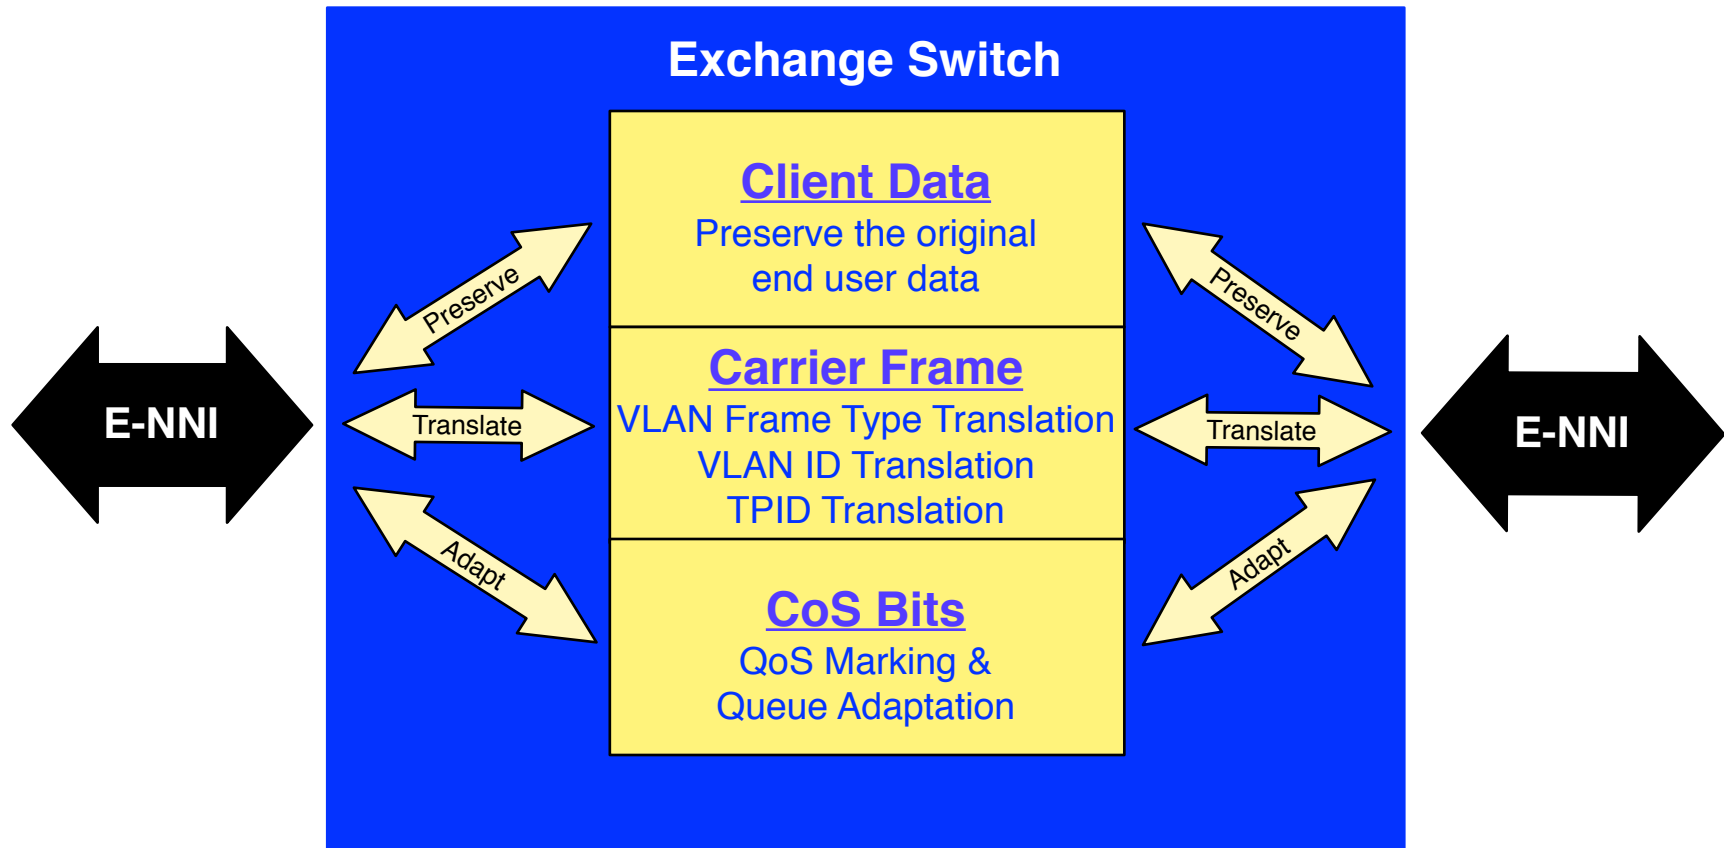 Exchange Switch
Client Data
Preserve the original
end user data
Preserve
Preserve
Carrier Frame
VLAN Frame Type Translation
VLAN ID Translation
TPID Translation
E-NNI
Translate
Translate
E-NNI
Adapt
Adapt
CoS Bits
QoS Marking &
Queue Adaptation